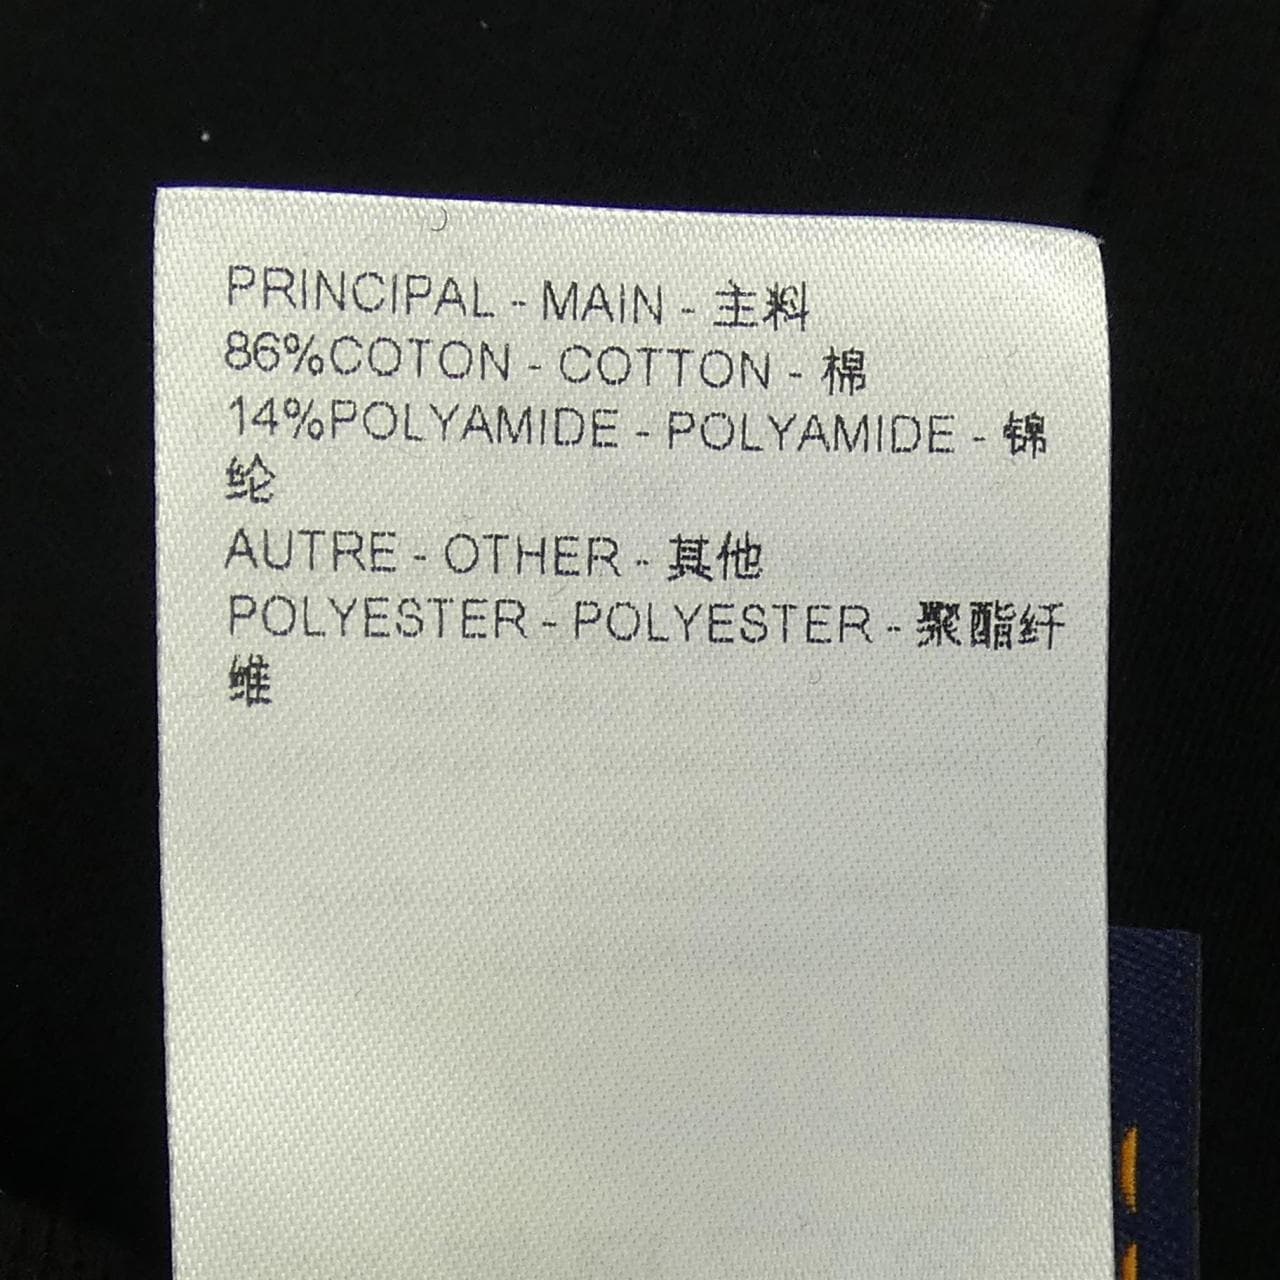 PRINCIPAL - MAIN - 主料
86%COTON - COTTON - 棉
14%POLYAMIDE - POLYAMIDE - 锦
纶
AUTRE - OTHER - 其他
POLYESTER - POLYESTER - 聚酯纤
维